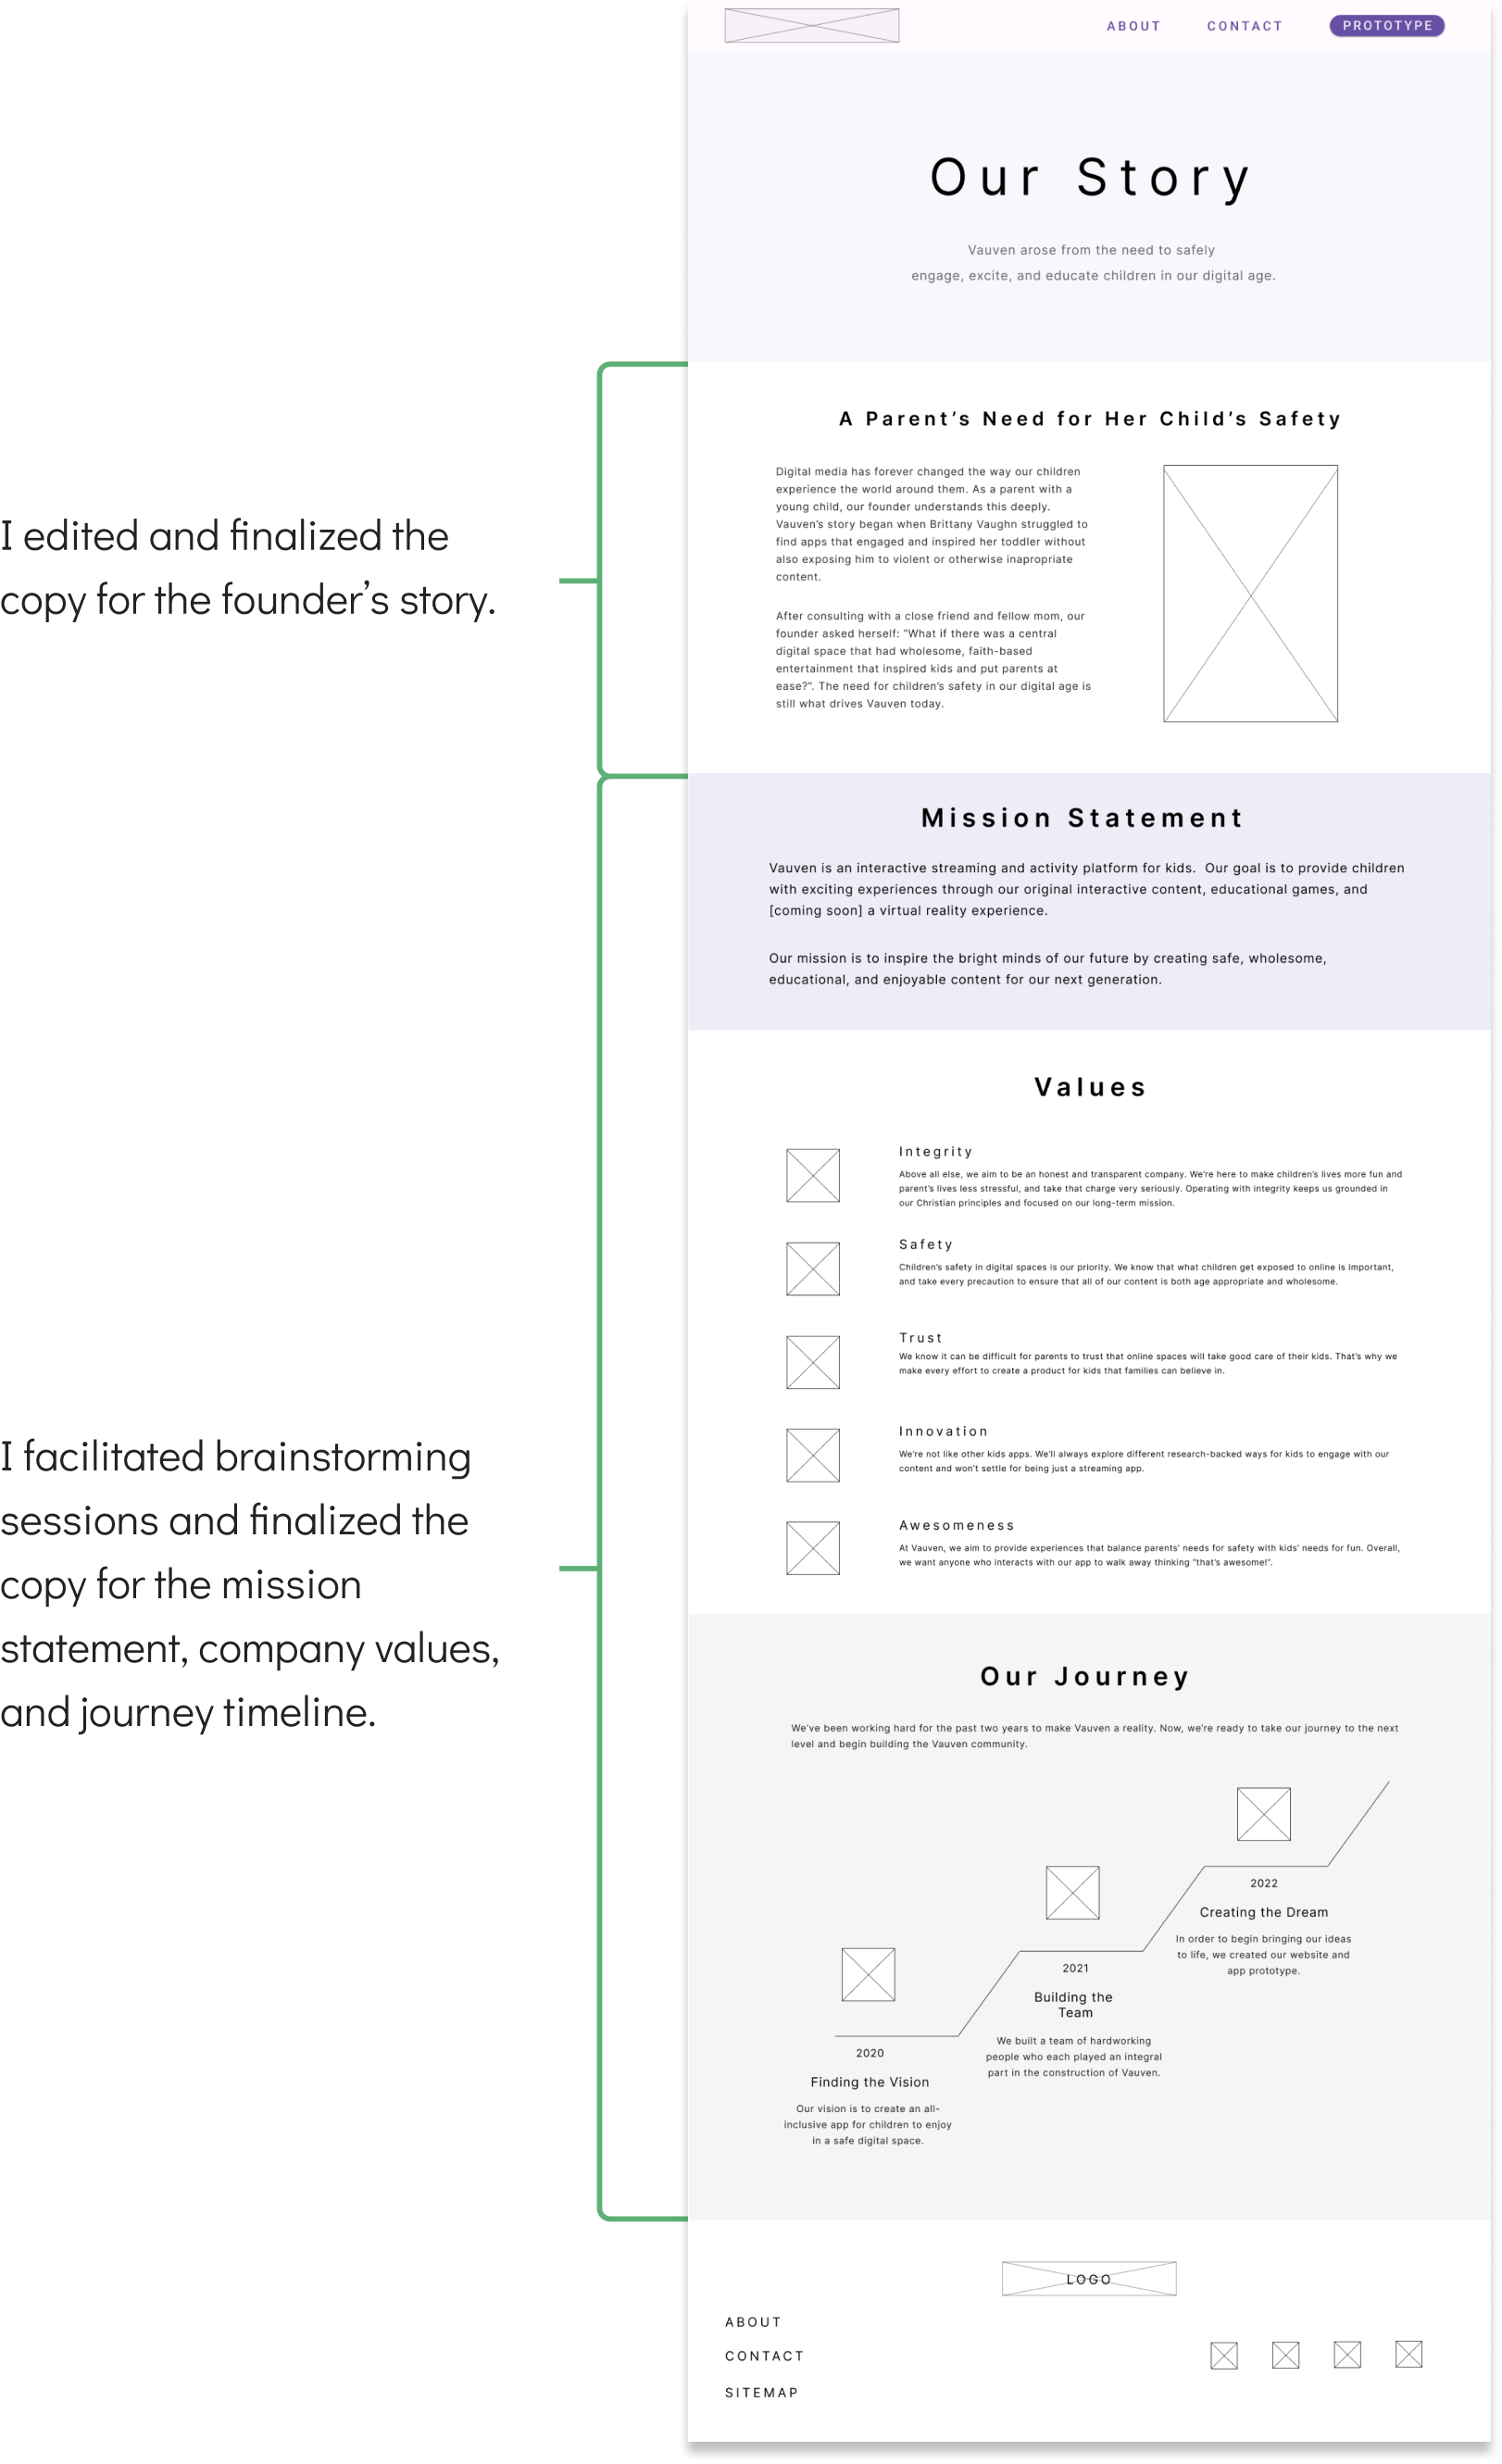 ABOUT CONTACT PROTOTYPE
Our Story
Vauven arose from the need to safely
engage, excite, and educate children in our digital age.
I edited and finalized the
copy for the founder’s story.
A Parent’s Need for Her Child’s Safety
Digital media has forever changed the way our children
experience the world around them. As a parent with a
young child, our founder understands this deeply.
Vauven’s story began when Brittany Vaughn struggled to
find apps that engaged and inspired her toddler without
also exposing him to violent or otherwise inapropriate
content.
After consulting with a close friend and fellow mom, our
founder asked herself: “What if there was a central
digital space that had wholesome, faith-based
entertainment that inspired kids and put parents at
ease?”. The need for children’s safety in our digital age is
still what drives Vauven today.
I facilitated brainstorming
sessions and finalized the
copy for the mission
statement, company values,
and journey timeline.
Mission Statement
Vauven is an interactive streaming and activity platform for kids.  Our goal is to provide children
with exciting experiences through our original interactive content, educational games, and
[coming soon] a virtual reality experience.
Our mission is to inspire the bright minds of our future by creating safe, wholesome,
educational, and enjoyable content for our next generation.
Values
Integrity
Above all else, we aim to be an honest and transparent company. We’re here to make children’s lives more fun and
parent’s lives less stressful, and take that charge very seriously. Operating with integrity keeps us grounded in
our Christian principles and focused on our long-term mission.
Safety
Children’s safety in digital spaces is our priority. We know that what children get exposed to online is important,
and take every precaution to ensure that all of our content is both age appropriate and wholesome.
Trust
We know it can be difficult for parents to trust that online spaces will take good care of their kids. That’s why we
make every effort to create a product for kids that families can believe in.
Innovation
We’re not like other kids apps. We’ll always explore different research-backed ways for kids to engage with our
content and won’t settle for being just a streaming app.
Awesomeness
At Vauven, we aim to provide experiences that balance parents’ needs for safety with kids’ needs for fun. Overall,
we want anyone who interacts with our app to walk away thinking “that’s awesome!”.
Our Journey
We’ve been working hard for the past two years to make Vauven a reality. Now, we’re ready to take our journey to the next
level and begin building the Vauven community.
2020
Finding the Vision
Our vision is to create an all-
inclusive app for children to enjoy
in a safe digital space.
2021
Building the
Team
We built a team of hardworking
people who each played an integral
part in the construction of Vauven.
2022
Creating the Dream
In order to begin bringing our ideas
to life, we created our website and
app prototype.
LOGO
ABOUT
CONTACT
SITEMAP